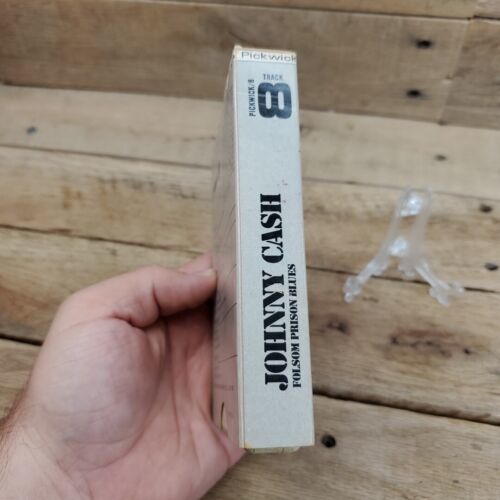 Pickwick
PICKWICK/8
TRACK
8
JOHNNY CASH
FOLSOM PRISON BLUES